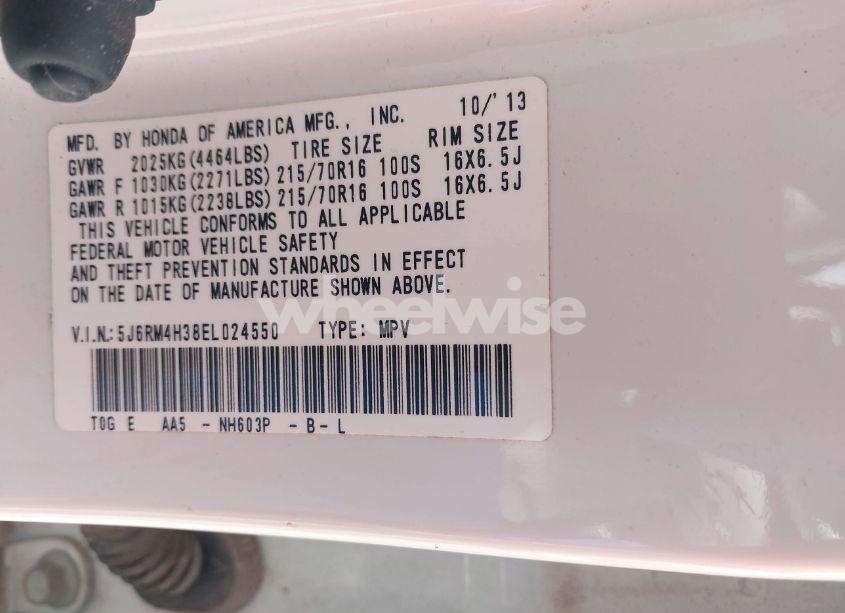 MFD. BY HONDA OF AMERICA MFG., INC. 10/'13
GVWR 2025KG(4464LBS) TIRE SIZE RIM SIZE
GAWR F 1030KG(2271LBS) 215/70R16 100S 16X6.5J
GAWR R 1015KG(2238LBS) 215/70R16 100S 16X6.5J
THIS VEHICLE CONFORMS TO ALL APPLICABLE
FEDERAL MOTOR VEHICLE SAFETY
AND THEFT PREVENTION STANDARDS IN EFFECT
ON THE DATE OF MANUFACTURE SHOWN ABOVE.
wheelwise
V.I.N.: 5J6RM4H38EL024550 TYPE: MPV
T0G E AA5 - NH603P - B - L